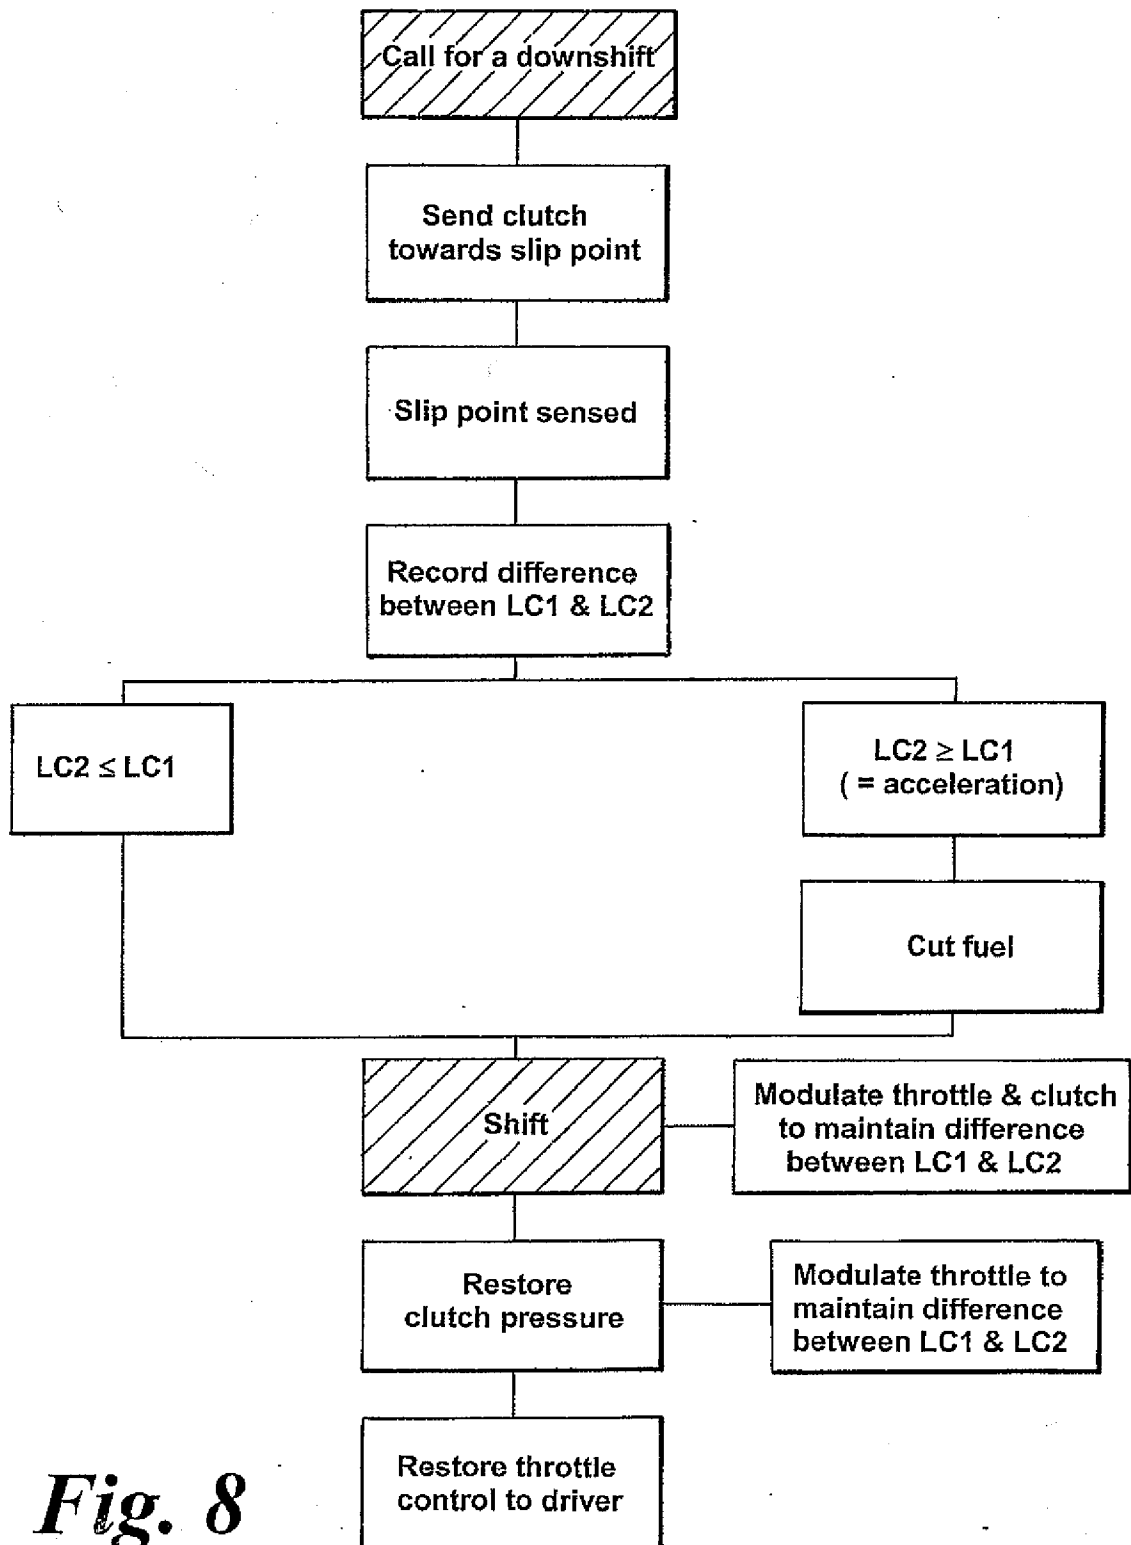 Call for a downshift
Send clutch
towards slip point
Slip point sensed
Record difference
between LC1 & LC2
LC2 ≤ LC1
LC2 ≥ LC1
( = acceleration)
Cut fuel
Shift
Modulate throttle & clutch
to maintain difference
between LC1 & LC2
Restore
clutch pressure
Modulate throttle to
maintain difference
between LC1 & LC2
Restore throttle
control to driver
Fig. 8